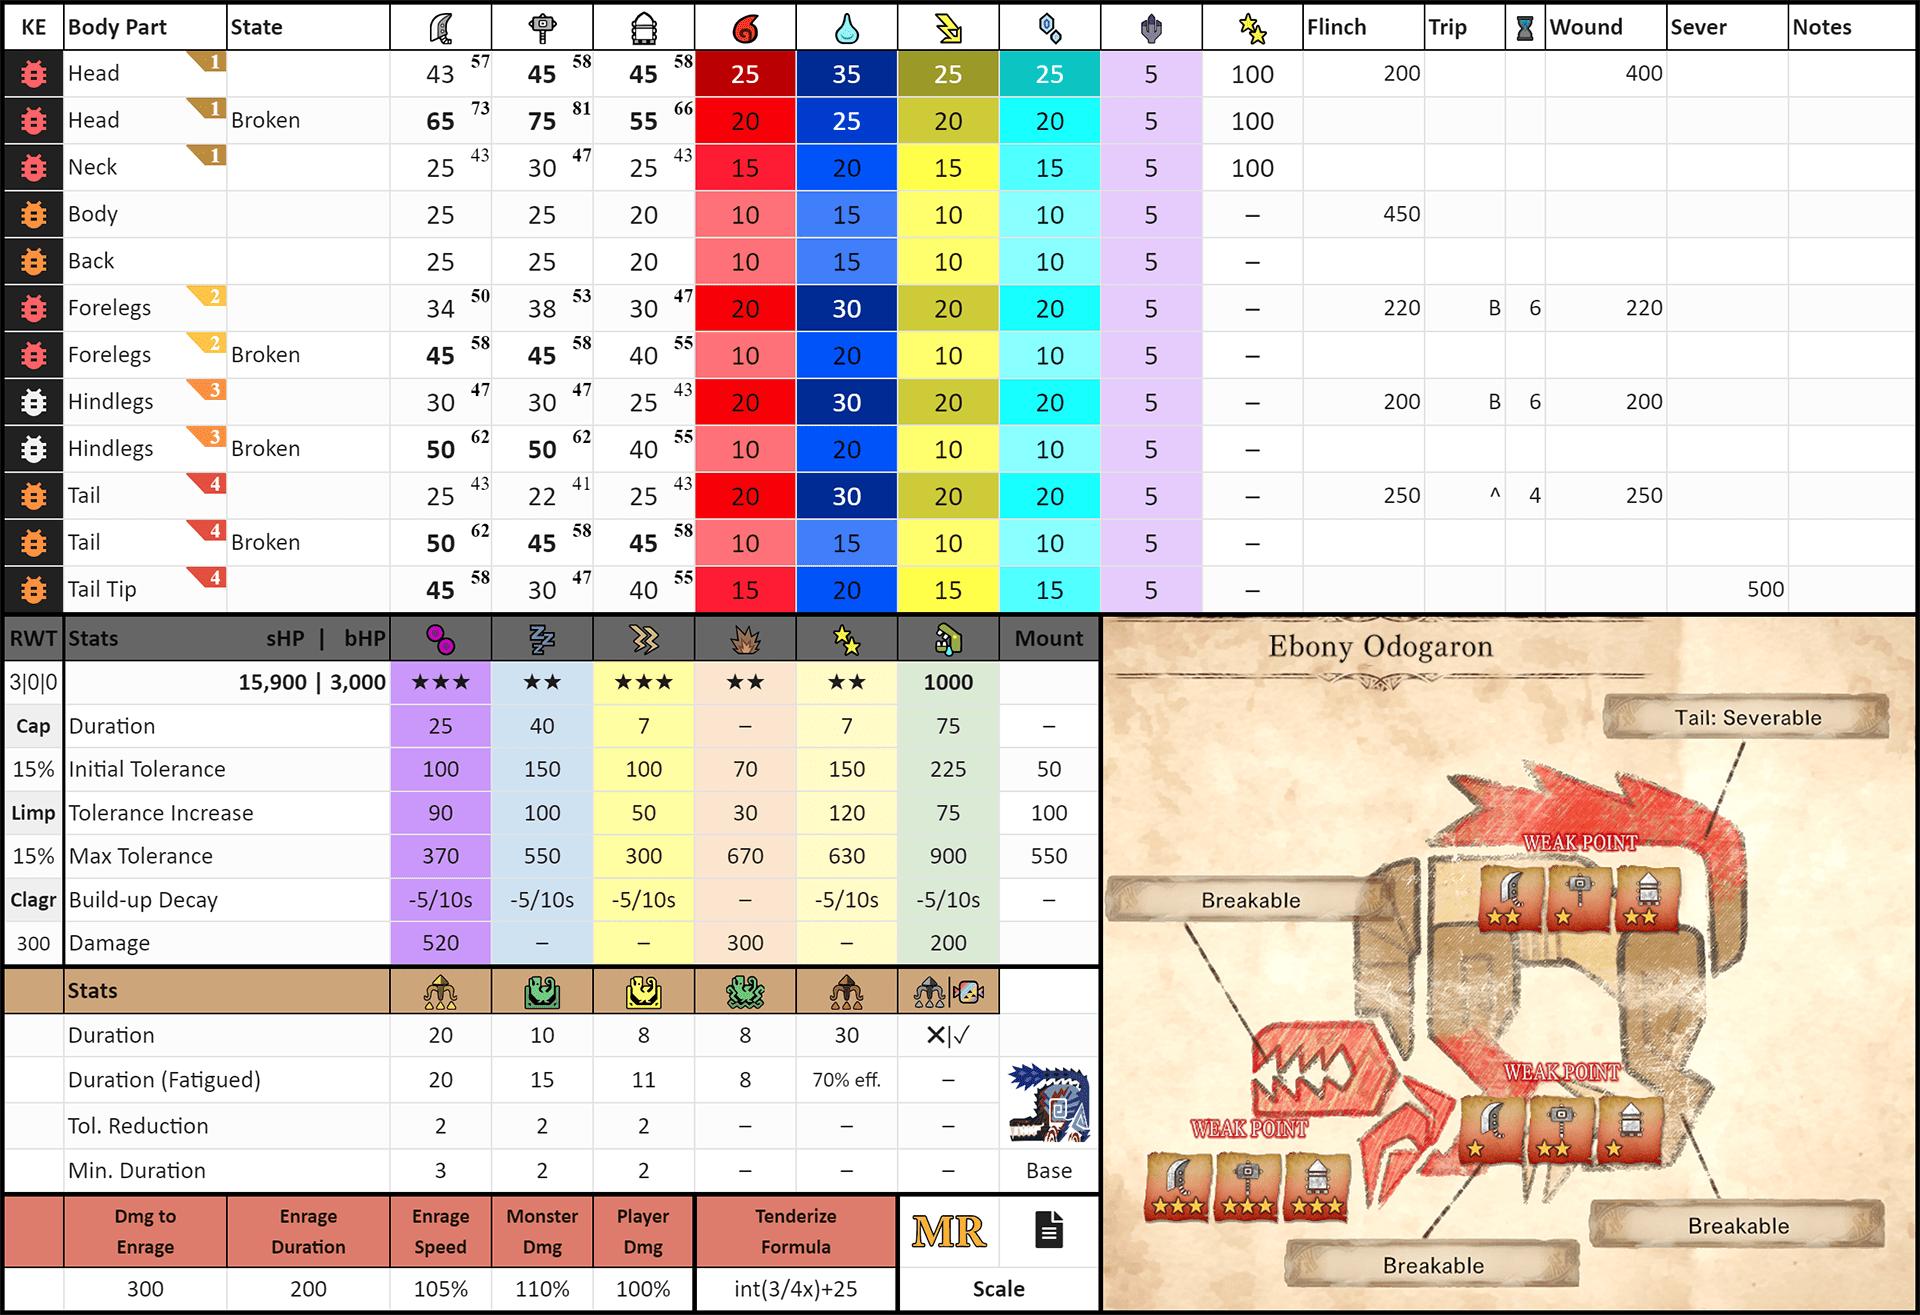 KE Body Part State Flinch Trip Wound Sever Notes
Head 1 43 57 45 58 45 58 25 35 25 25 5 100 200 400
Head 1 Broken 65 73 75 81 55 66 20 25 20 20 5 100
Neck 1 25 43 30 47 25 43 15 20 15 15 5 100
Body 25 25 20 10 15 10 10 5 – 450
Back 25 25 20 10 15 10 10 5 –
Forelegs 2 34 50 38 53 30 47 20 30 20 20 5 – 220 B 6 220
Forelegs 2 Broken 45 58 45 58 40 55 10 20 10 10 5 –
Hindlegs 3 30 47 30 47 25 43 20 30 20 20 5 – 200 B 6 200
Hindlegs 3 Broken 50 62 50 62 40 55 10 20 10 10 5 –
Tail 4 25 43 22 41 25 43 20 30 20 20 5 – 250 ^ 4 250
Tail 4 Broken 50 62 45 58 45 58 10 15 10 10 5 –
Tail Tip 4 45 58 30 47 40 55 15 20 15 15 5 – 500
RWT Stats sHP | bHP Mount
3|0|0 15,900 | 3,000 ★★★ ★★ ★★★ ★★ ★★ 1000
Cap Duration 25 40 7 – 7 75 –
15% Initial Tolerance 100 150 100 70 150 225 50
Limp Tolerance Increase 90 100 50 30 120 75 100
15% Max Tolerance 370 550 300 670 630 900 550
Clagr Build-up Decay -5/10s -5/10s -5/10s – -5/10s -5/10s –
300 Damage 520 – – 300 – 200
Stats
Duration 20 10 8 8 30 ✕|✓
Duration (Fatigued) 20 15 11 8 70% eff. –
Tol. Reduction 2 2 2 – – –
Min. Duration 3 2 2 – – – Base
Dmg to Enrage Enrage Duration Enrage Speed Monster Dmg Player Dmg Tenderize Formula MR
300 200 105% 110% 100% int(3/4x)+25 Scale
Ebony Odogaron
Tail: Severable
WEAK POINT
Breakable
WEAK POINT
WEAK POINT
Breakable
Breakable